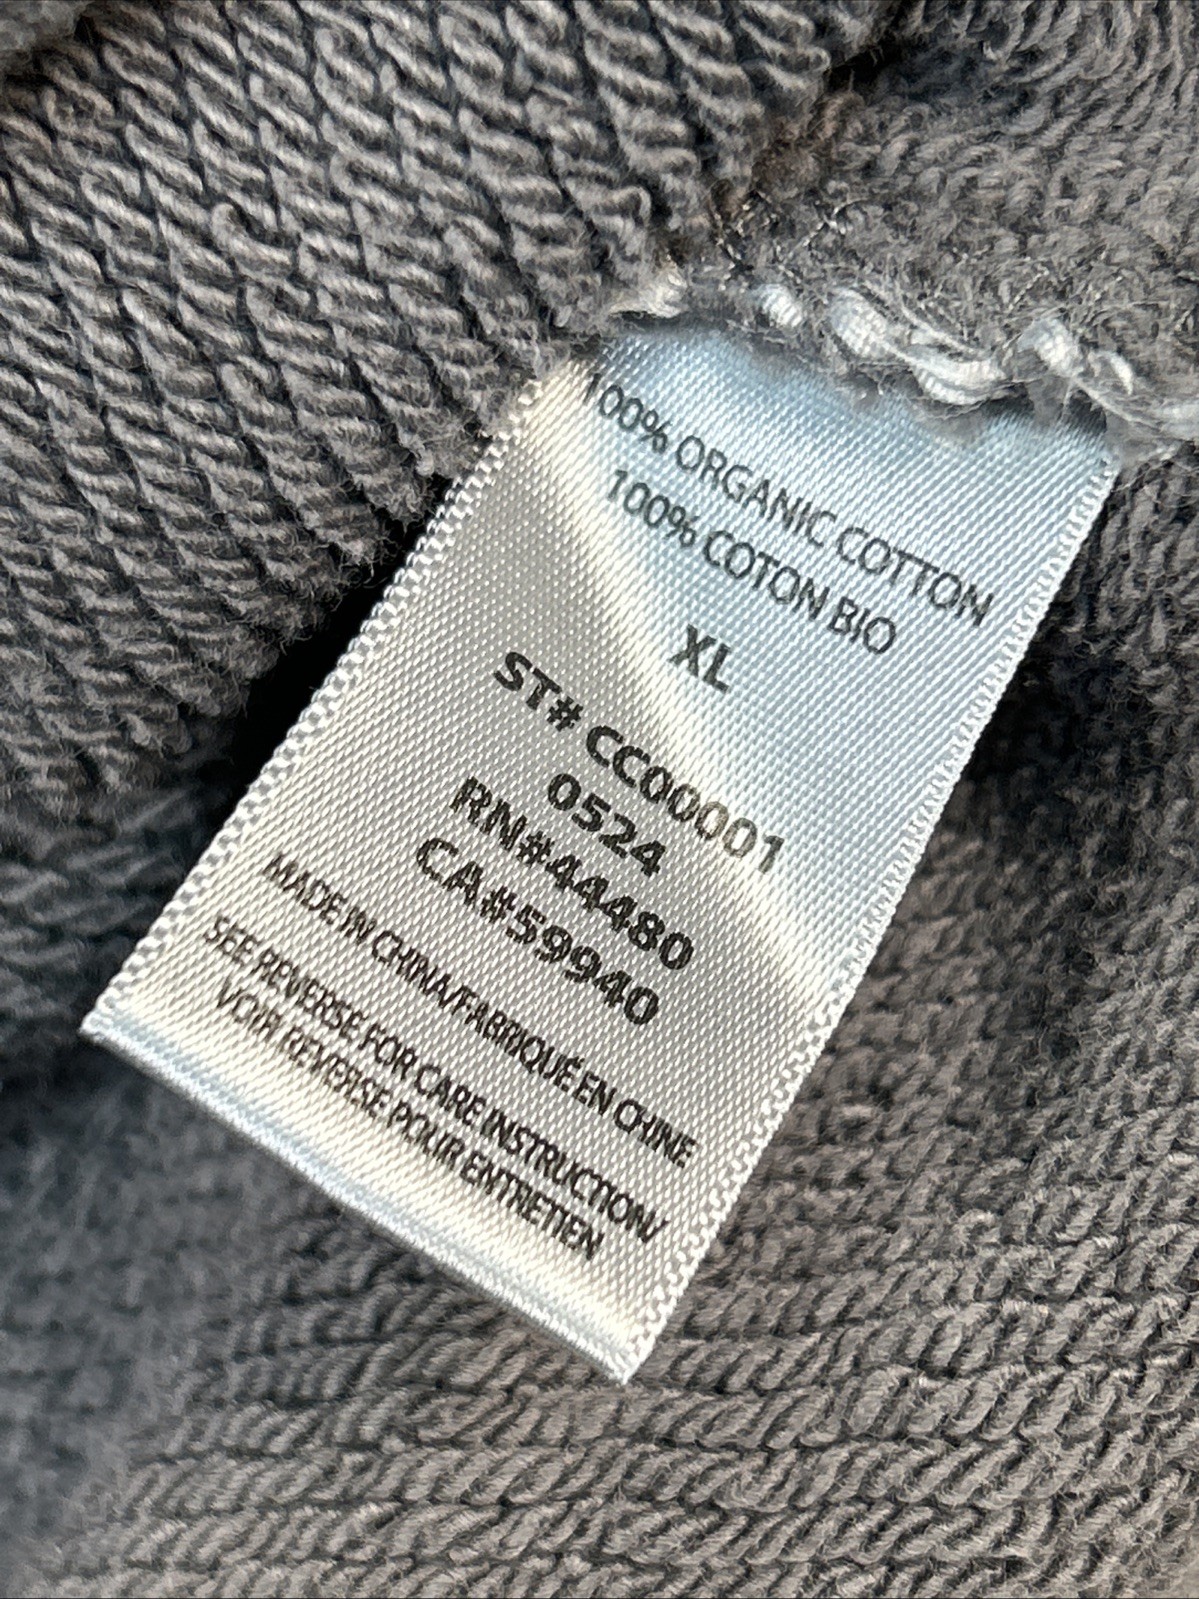 100% ORGANIC COTTON
100% COTON BIO
XL
ST# CC00001
0524
RN#44480
CA#59940
MADE IN CHINA/FABRIQUÉ EN CHINE
SEE REVERSE FOR CARE INSTRUCTION/
VOIR REVERSE POUR ENTRETIEN